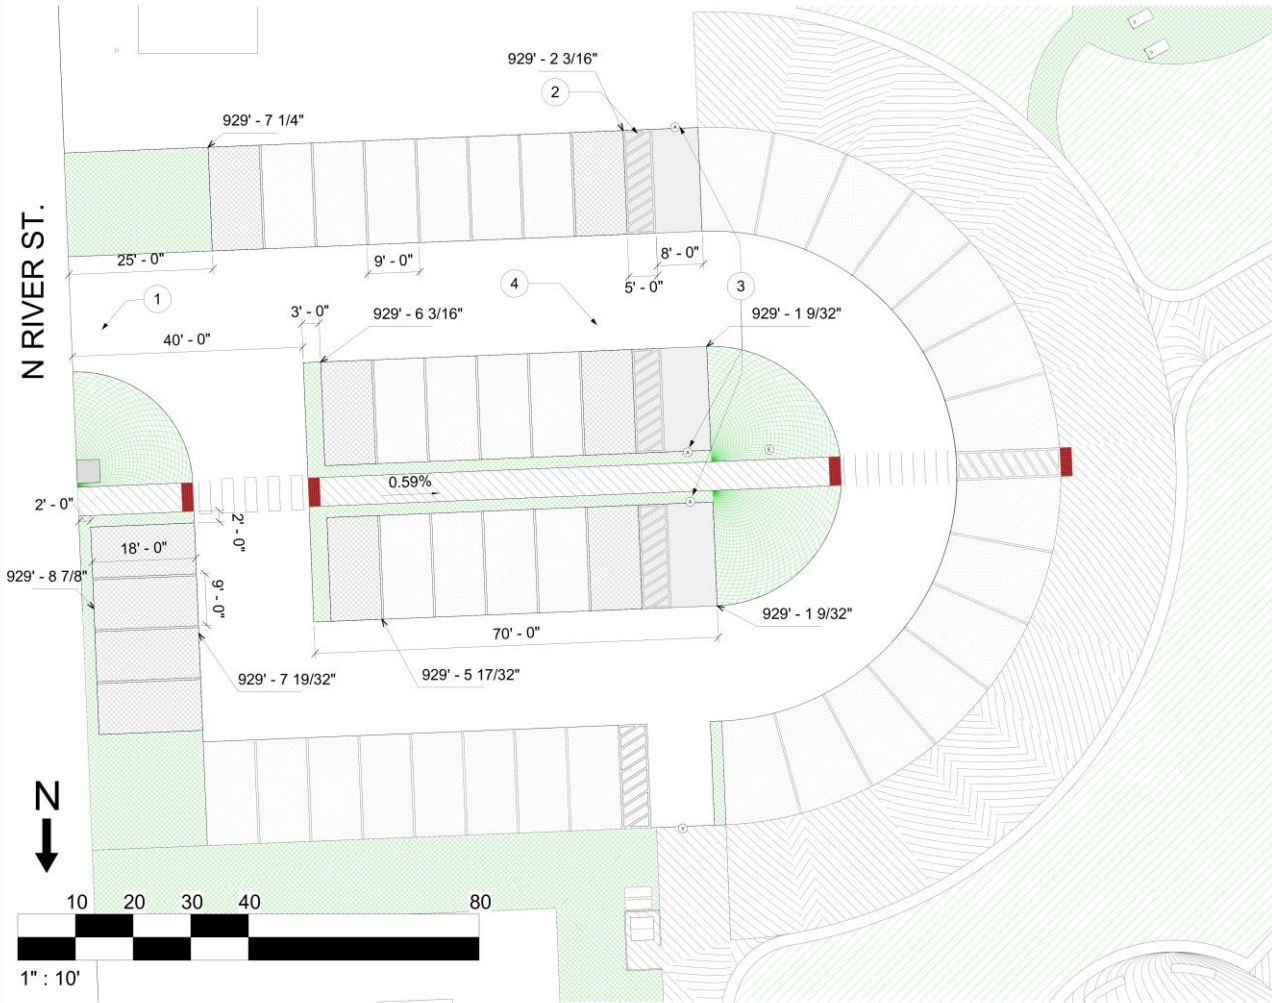 929' - 2 3/16"
2
929' - 7 1/4"
A
N RIVER ST.
25' - 0"
9' - 0"
8' - 0"
5' - 0"
1
4
3
3' - 0"
929' - 6 3/16"
929' - 1 9/32"
40' - 0"
A
E
0.59%
A
2' - 0"
2' - 0"
18' - 0"
929' - 8 7/8"
9' - 0"
929' - 1 9/32"
70' - 0"
929' - 7 19/32"
929' - 5 17/32"
N
V
10 20 30 40 80
1" : 10'